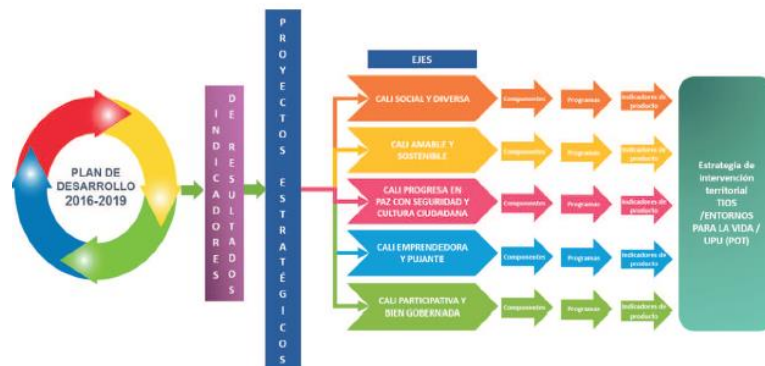 PLAN DE
DESARROLLO
2016-2019
INDICADORES
DE RESULTADOS
PROYECTOS ESTRATÉGICOS
EJES
CALI SOCIAL Y DIVERSA
Componentes
Programas
Indicadores de
producto
CALI AMABLE Y
SOSTENIBLE
Componentes
Programas
Indicadores de
producto
CALI PROGRESA EN
PAZ CON SEGURIDAD Y
CULTURA CIUDADANA
Componentes
Programas
Indicadores de
producto
CALI EMPRENDEDORA
Y PUJANTE
Componentes
Programas
Indicadores de
producto
CALI PARTICIPATIVA Y
BIEN GOBERNADA
Componentes
Programas
Indicadores de
producto
Estrategia de
intervención
territorial
TIOS
/ENTORNOS
PARA LA VIDA /
UPU (POT)